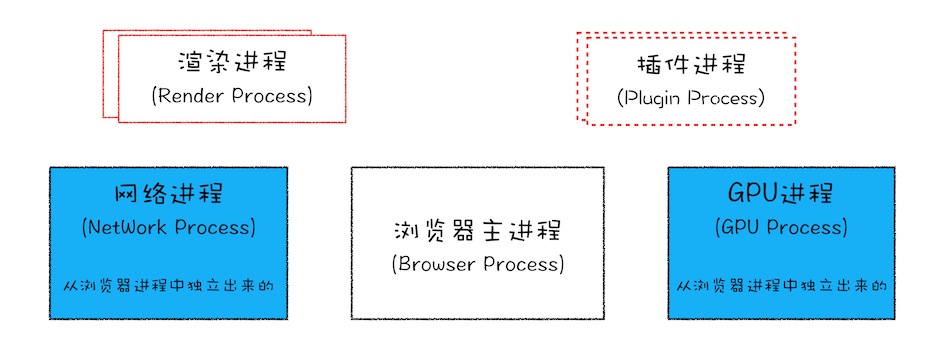 渲染进程
(Render Process)
插件进程
(Plugin Process)
网络进程
(NetWork Process)
从浏览器进程中独立出来的
浏览器主进程
(Browser Process)
GPU进程
(GPU Process)
从浏览器进程中独立出来的